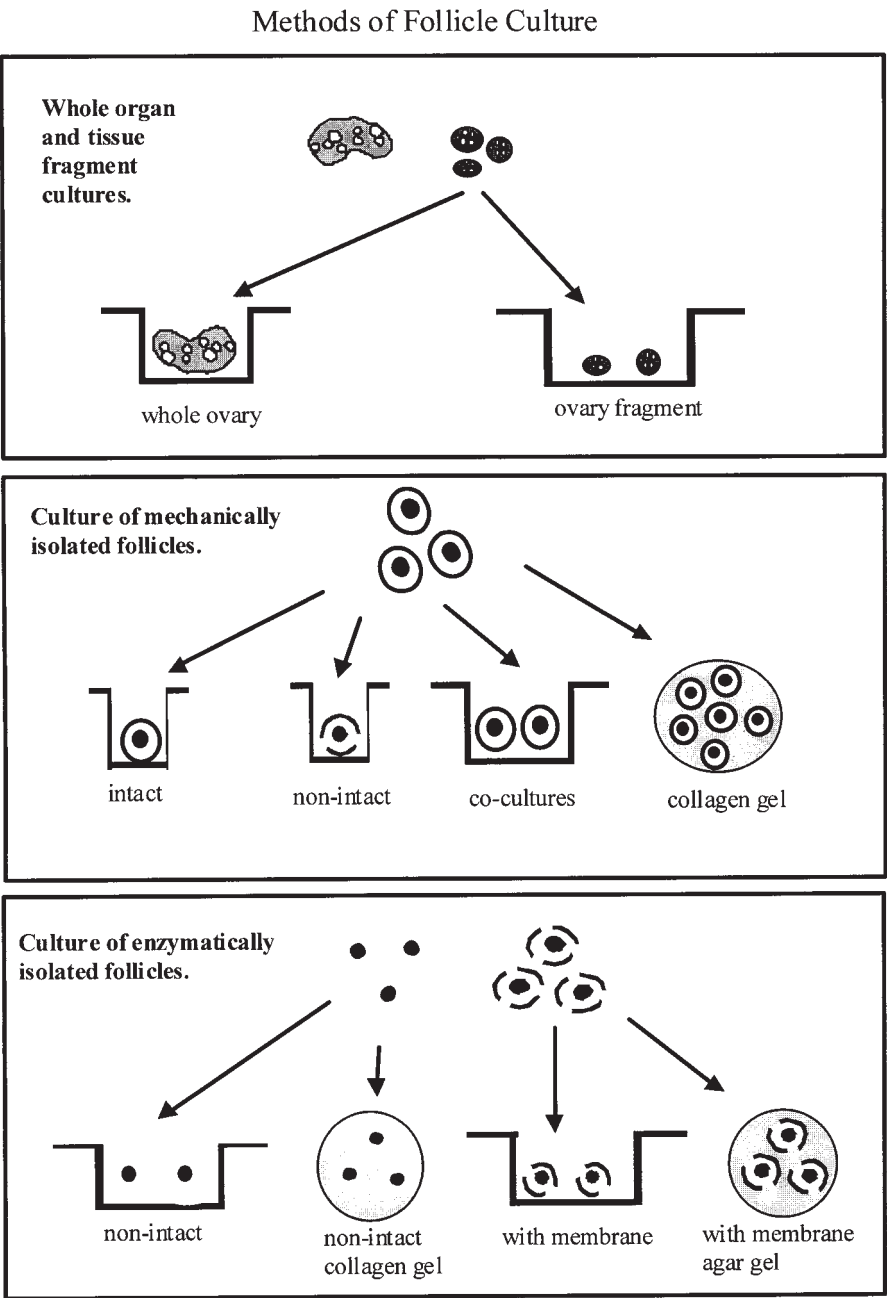 Methods of Follicle Culture
Whole organ
and tissue
fragment
cultures.
whole ovary
ovary fragment
Culture of mechanically
isolated follicles.
intact
non-intact
co-cultures
collagen gel
Culture of enzymatically
isolated follicles.
non-intact
non-intact
collagen gel
with membrane
with membrane
agar gel